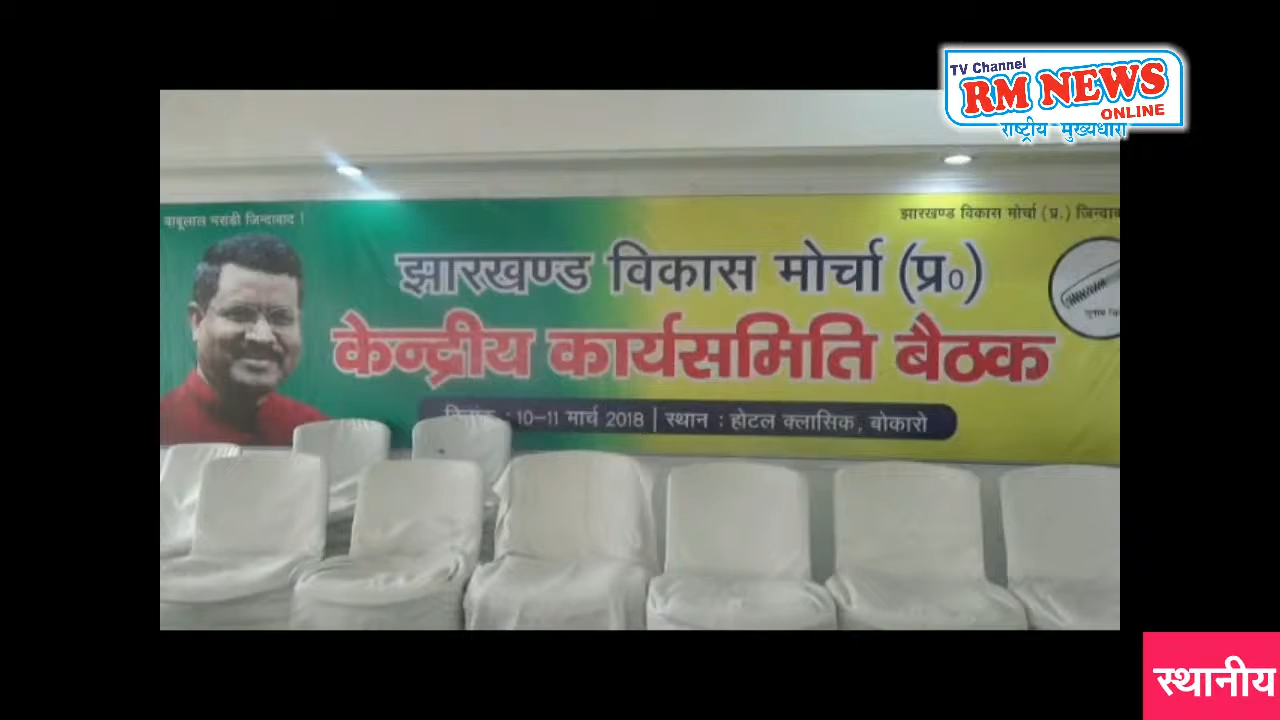 TV Channel
RM NEWS
ONLINE
राष्ट्रीय मुख्यधारा
बाबूलाल मरांडी जिन्दाबाद !
झारखण्ड विकास मोर्चा (प्र.)
झारखण्ड विकास मोर्चा (प्र०)
केन्द्रीय कार्यसमिति बैठक
दिनांक : 10-11 मार्च 2018 | स्थान : होटल क्लासिक, बोकारो
स्थानीय